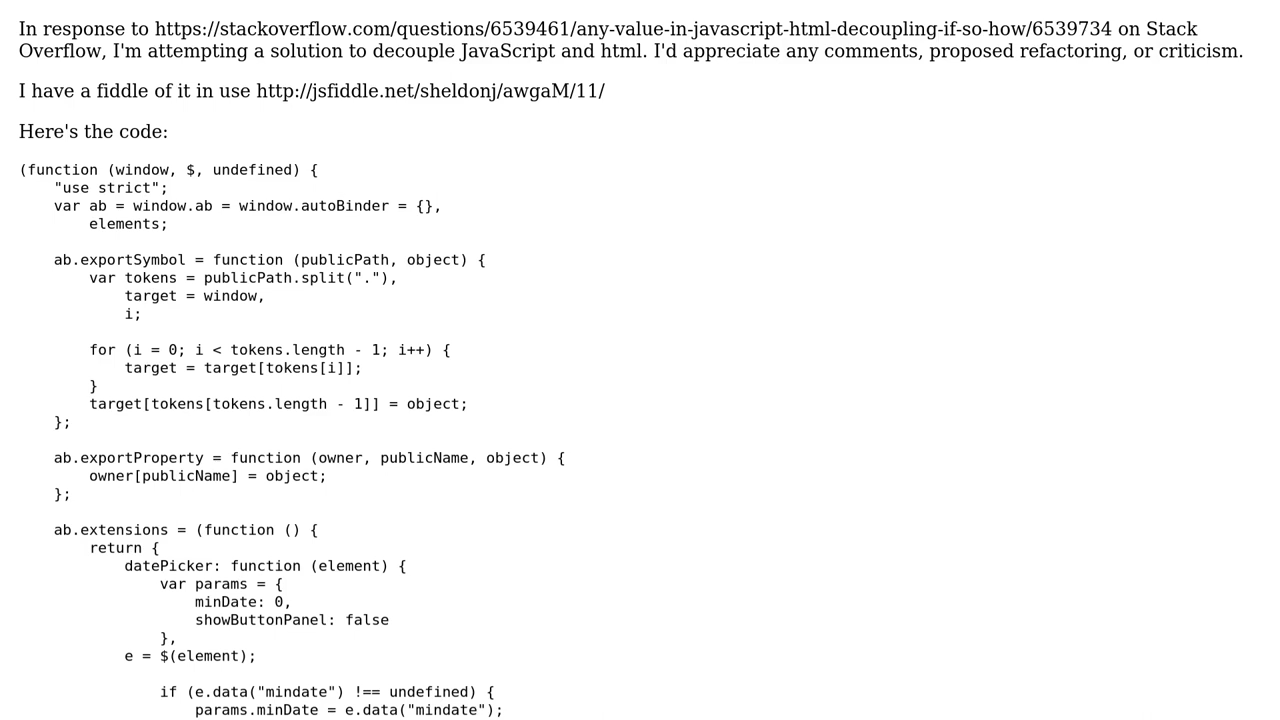 In response to https://stackoverflow.com/questions/6539461/any-value-in-javascript-html-decoupling-if-so-how/6539734 on Stack
Overflow, I'm attempting a solution to decouple JavaScript and html. I'd appreciate any comments, proposed refactoring, or criticism.
I have a fiddle of it in use http://jsfiddle.net/sheldonj/awgaM/11/
Here's the code:
(function (window, $, undefined) {
    "use strict";
    var ab = window.ab = window.autoBinder = {},
        elements;

    ab.exportSymbol = function (publicPath, object) {
        var tokens = publicPath.split("."),
            target = window,
            i;

        for (i = 0; i < tokens.length - 1; i++) {
            target = target[tokens[i]];
        }
        target[tokens[tokens.length - 1]] = object;
    };

    ab.exportProperty = function (owner, publicName, object) {
        owner[publicName] = object;
    };

    ab.extensions = (function () {
        return {
            datePicker: function (element) {
                var params = {
                    minDate: 0,
                    showButtonPanel: false
                },
            e = $(element);

                if (e.data("mindate") !== undefined) {
                    params.minDate = e.data("mindate");